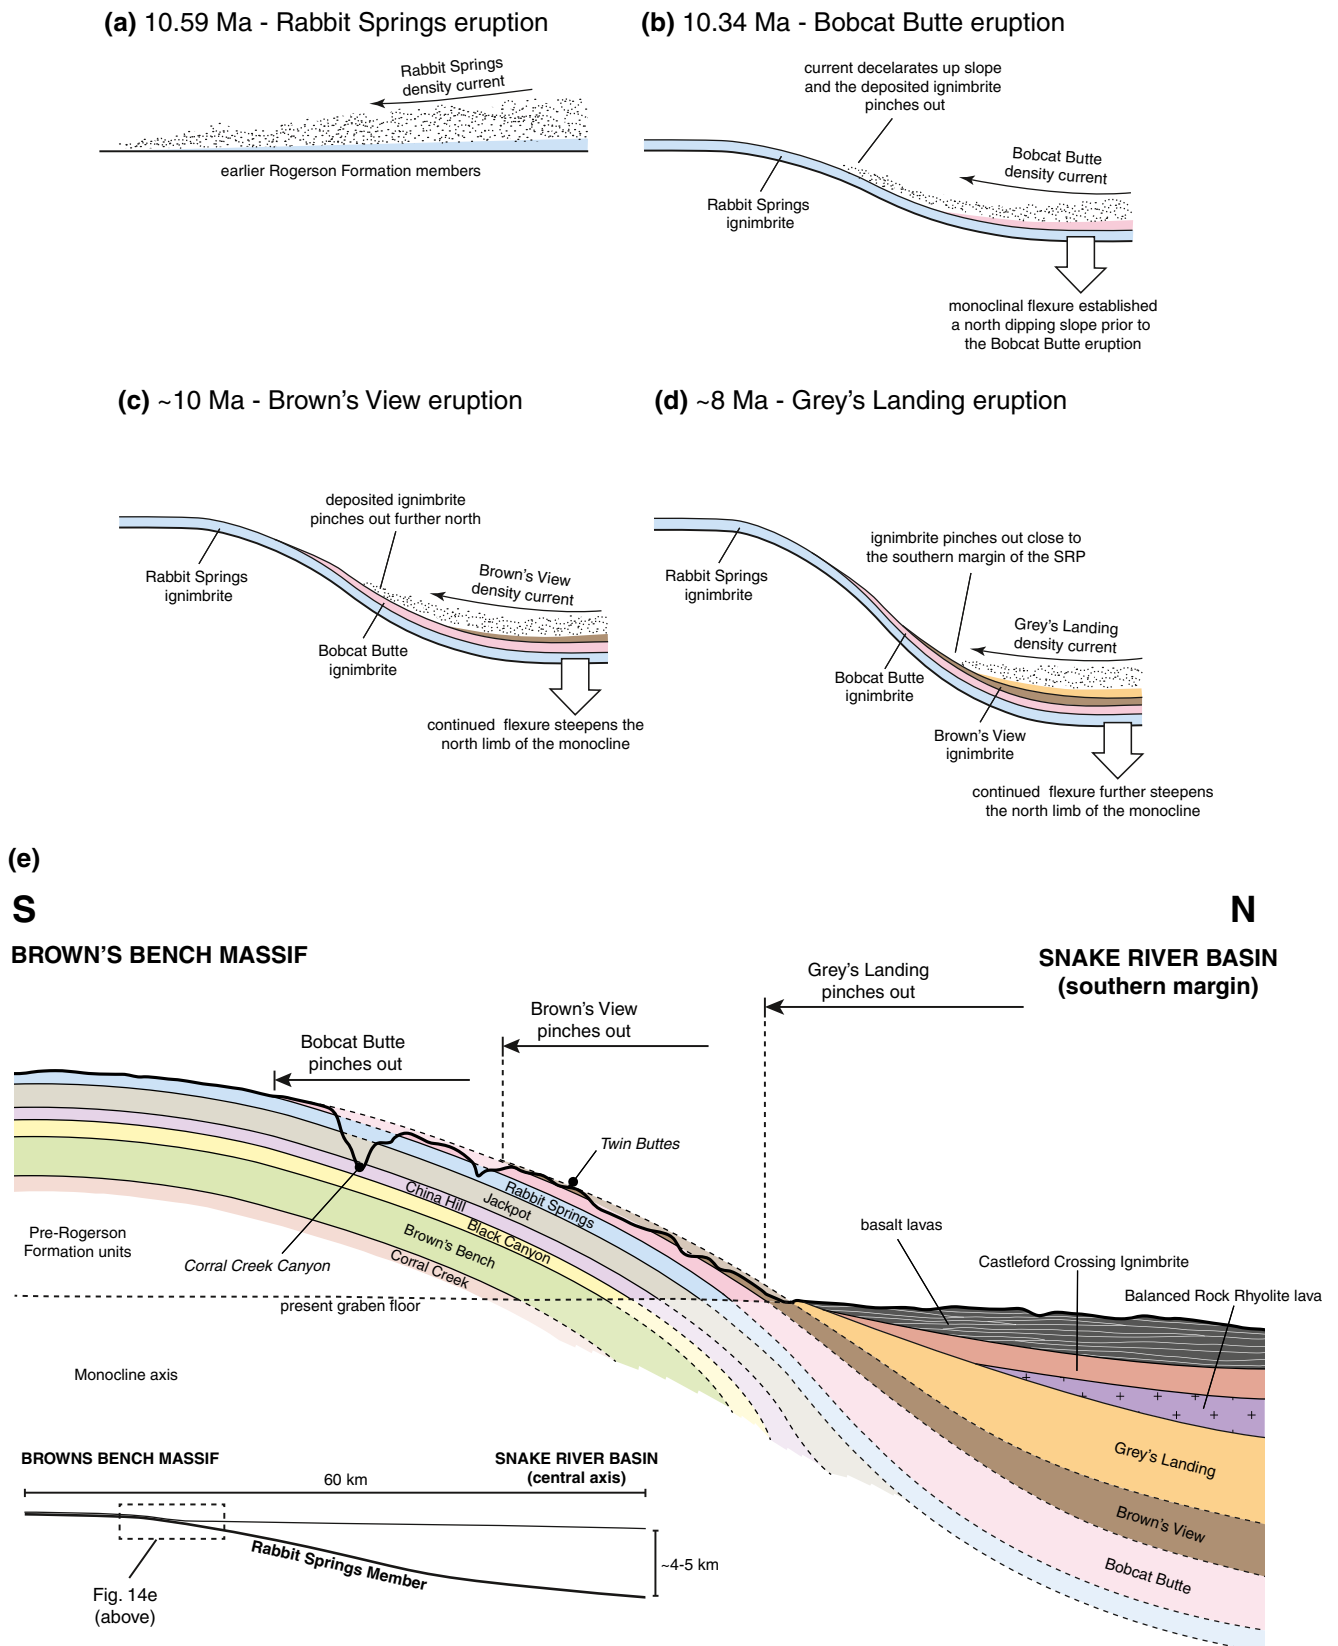 (a) 10.59 Ma - Rabbit Springs eruption
Rabbit Springs
density current
earlier Rogerson Formation members
(b) 10.34 Ma - Bobcat Butte eruption
current decelarates up slope
and the deposited ignimbrite
pinches out
Bobcat Butte
density current
Rabbit Springs
ignimbrite
monoclinal flexure established
a north dipping slope prior to
the Bobcat Butte eruption
(c) ~10 Ma - Brown's View eruption
deposited ignimbrite
pinches out further north
Brown's View
density current
Rabbit Springs
ignimbrite
Bobcat Butte
ignimbrite
continued flexure steepens the
north limb of the monocline
(d) ~8 Ma - Grey's Landing eruption
ignimbrite pinches out close to
the southern margin of the SRP
Rabbit Springs
ignimbrite
Grey's Landing
density current
Bobcat Butte
ignimbrite
Brown's View
ignimbrite
continued flexure further steepens
the north limb of the monocline
(e)
S
N
BROWN'S BENCH MASSIF
SNAKE RIVER BASIN
(southern margin)
Grey's Landing
pinches out
Brown's View
pinches out
Bobcat Butte
pinches out
Twin Buttes
Rabbit Springs
Jackpot
China Hill
Black Canyon
Brown's Bench
Corral Creek
Pre-Rogerson
Formation units
Corral Creek Canyon
present graben floor
basalt lavas
Castleford Crossing Ignimbrite
Balanced Rock Rhyolite lava
Monocline axis
Grey's Landing
Brown's View
Bobcat Butte
BROWNS BENCH MASSIF
SNAKE RIVER BASIN
(central axis)
60 km
Rabbit Springs Member
~4-5 km
Fig. 14e
(above)